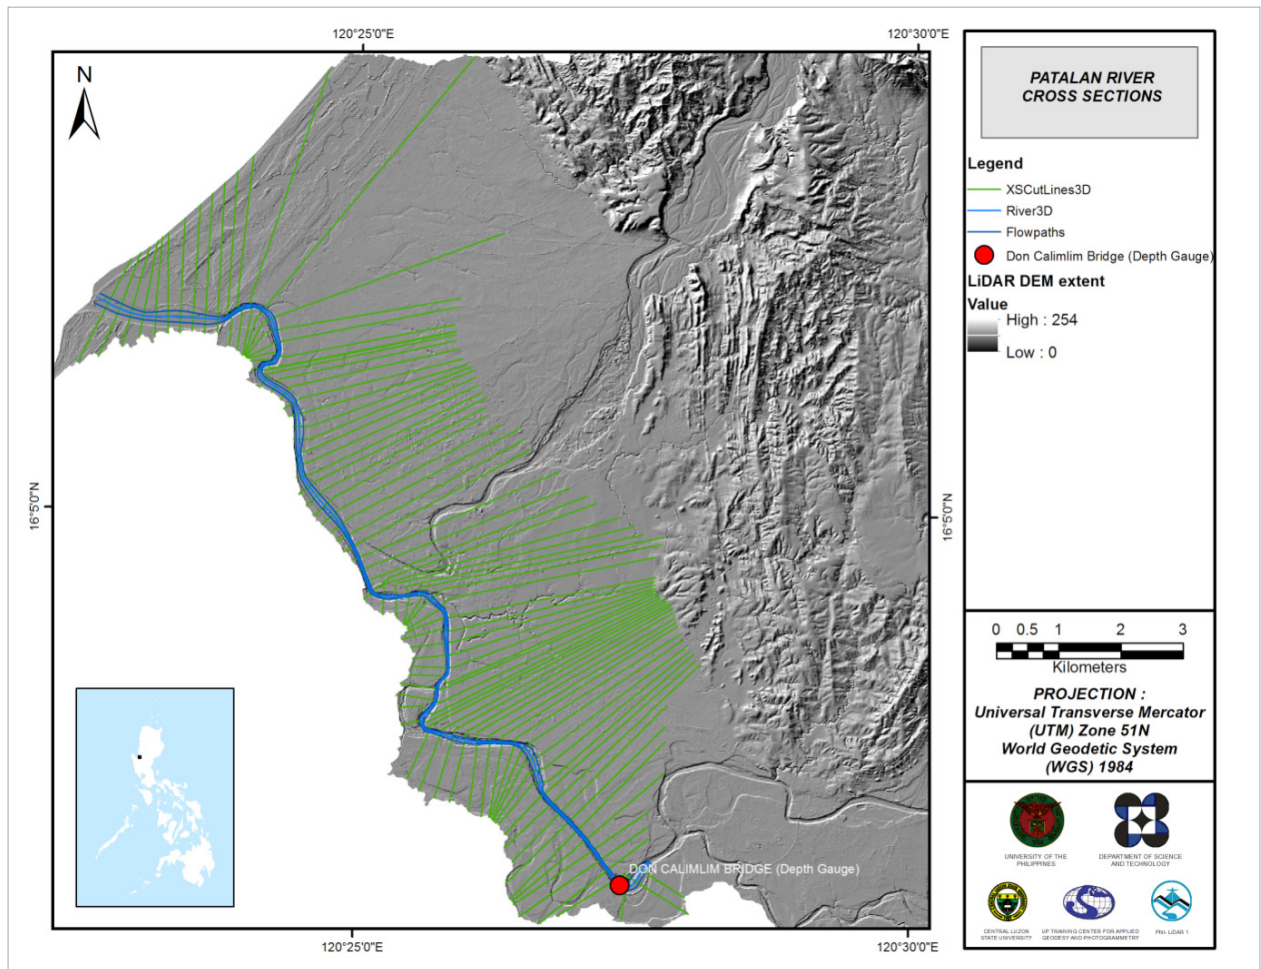 120°25'0"E
120°30'0"E
N
16°5'0"N
16°5'0"N
DON CALIMLIM BRIDGE (Depth Gauge)
120°25'0"E
120°30'0"E
PATALAN RIVER
CROSS SECTIONS
Legend
XSCutLines3D
River3D
Flowpaths
Don Calimlim Bridge (Depth Gauge)
LiDAR DEM extent
Value
High : 254
Low : 0
0 0.5 1 2 3
Kilometers
PROJECTION :
Universal Transverse Mercator
(UTM) Zone 51N
World Geodetic System
(WGS) 1984
UNIVERSITY OF THE
PHILIPPINES
DEPARTMENT OF SCIENCE
AND TECHNOLOGY
CENTRAL LUZON
STATE UNIVERSITY
UP TRAINING CENTER FOR APPLIED
GEODESY AND PHOTOGRAMMETRY
PHIL-LIDAR 1